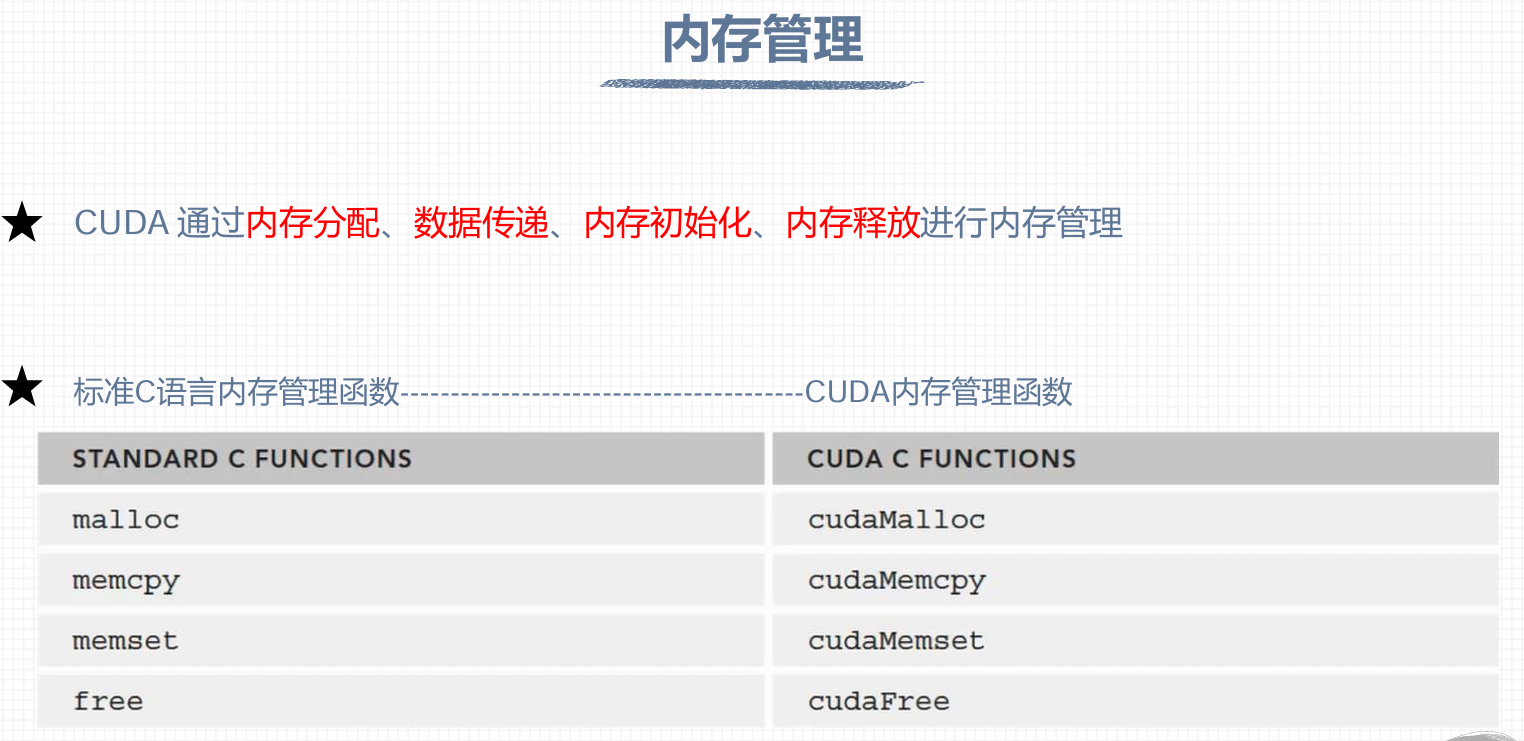 内存管理
★ CUDA 通过内存分配、数据传递、内存初始化、内存释放进行内存管理
★ 标准C语言内存管理函数---------------------------------------CUDA内存管理函数
STANDARD C FUNCTIONS CUDA C FUNCTIONS
malloc cudaMalloc
memcpy cudaMemcpy
memset cudaMemset
free cudaFree